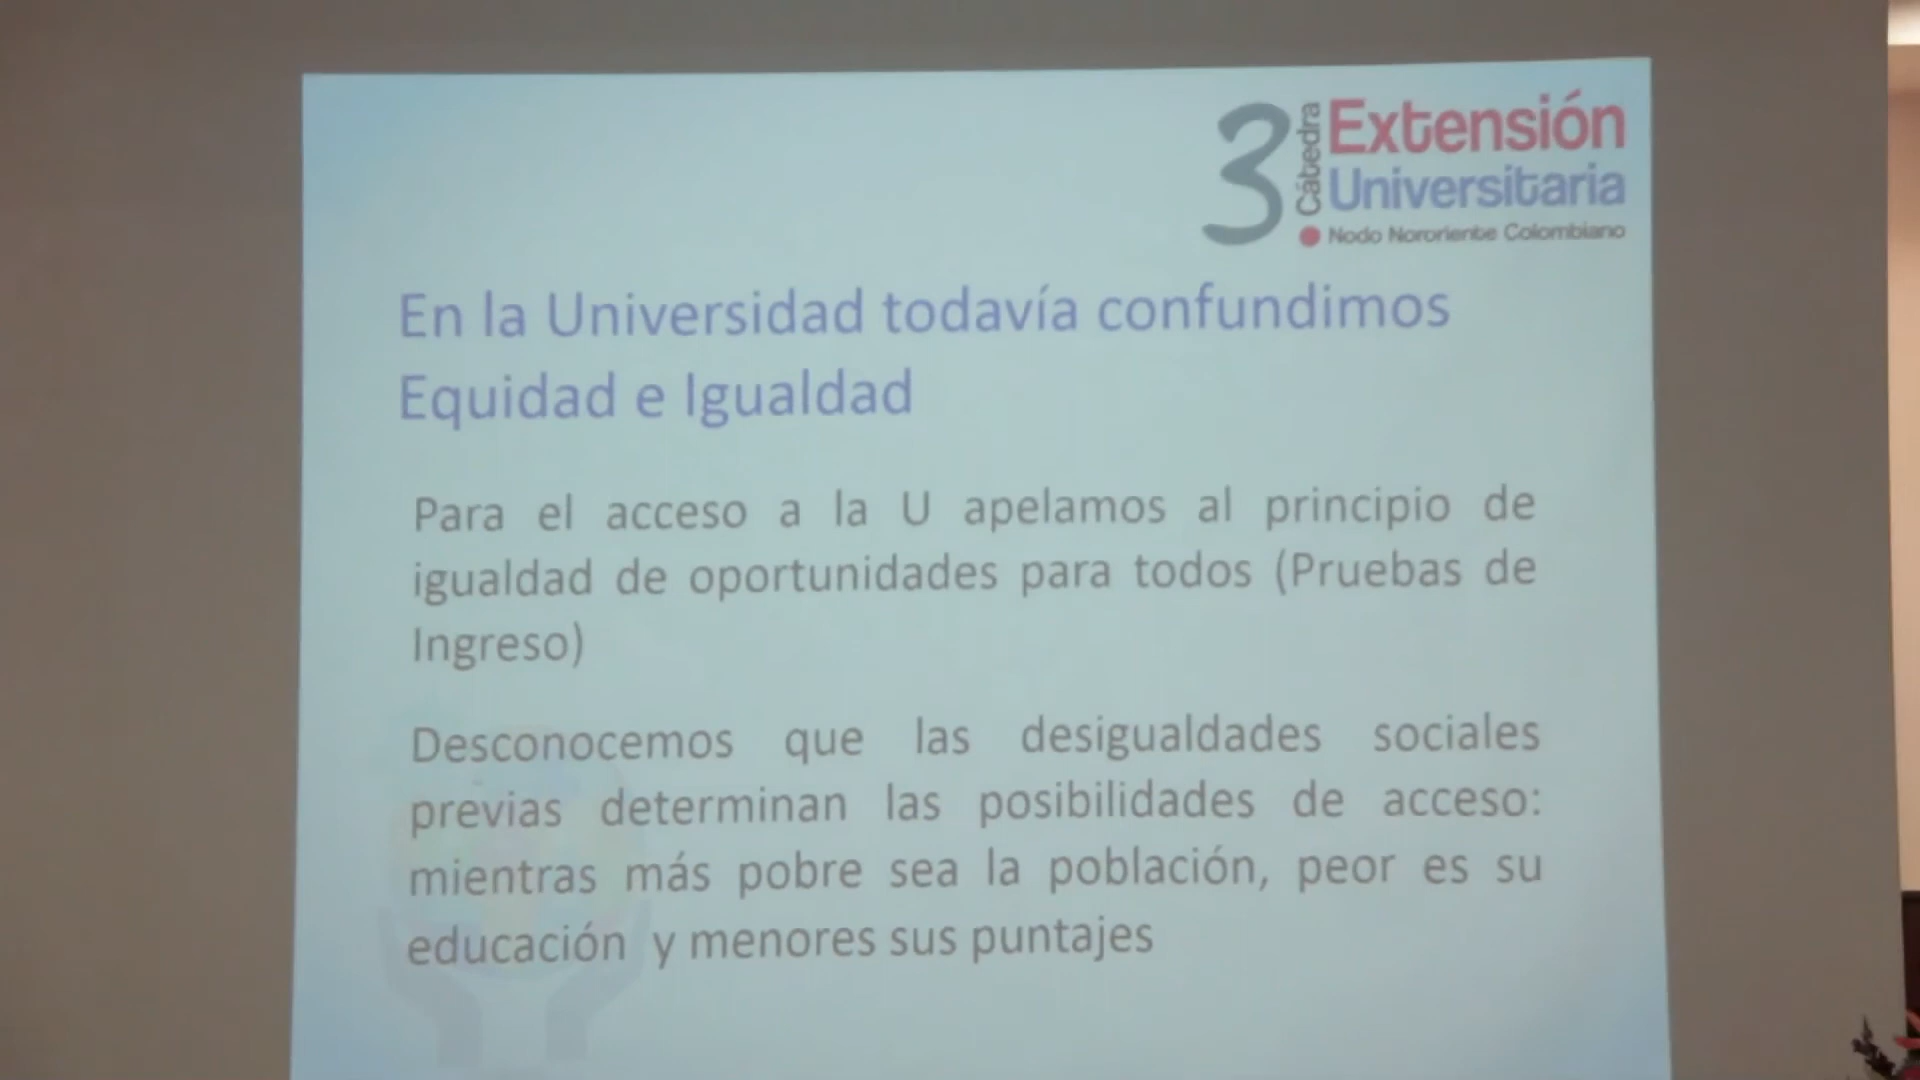 3 Cátedra Extensión
Universitaria
Nodo Nororiente Colombiano
En la Universidad todavía confundimos
Equidad e Igualdad
Para el acceso a la U apelamos al principio de
igualdad de oportunidades para todos (Pruebas de
Ingreso)
Desconocemos que las desigualdades sociales
previas determinan las posibilidades de acceso:
mientras más pobre sea la población, peor es su
educación y menores sus puntajes